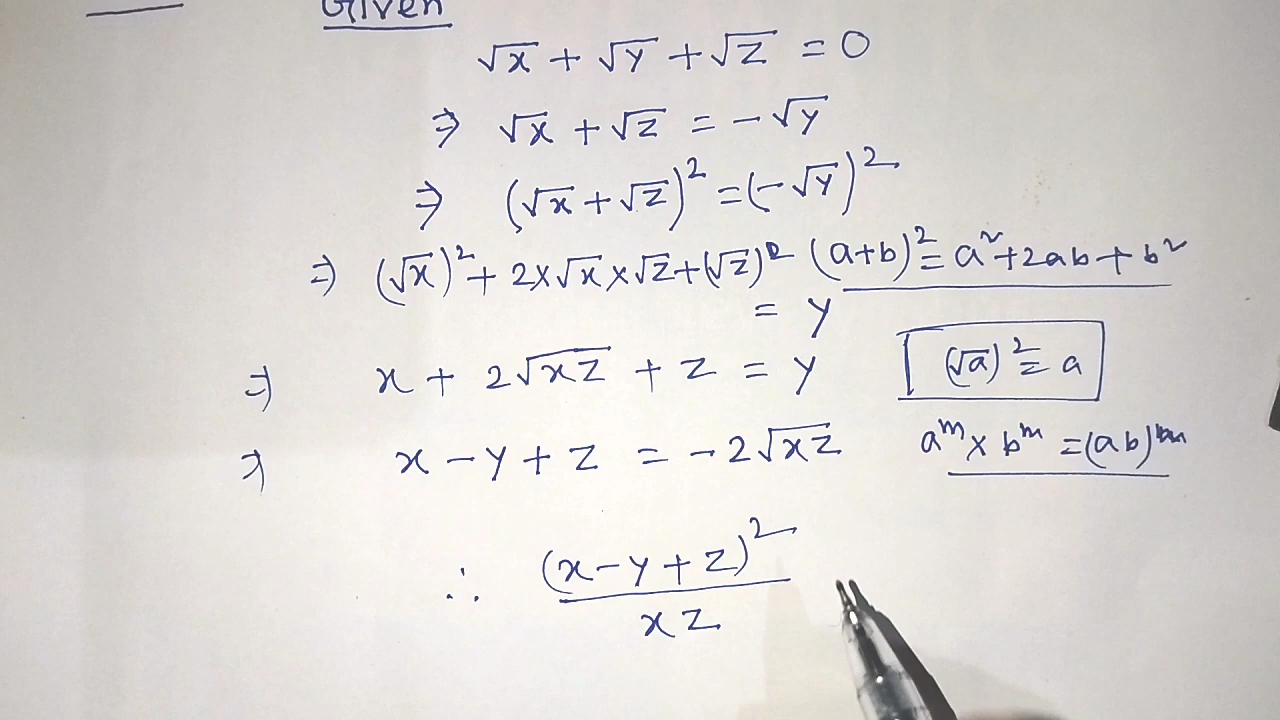 Given
√x + √y + √z = 0
⇒ √x + √z = -√y
⇒ (√x + √z)² = (-√y)²
⇒ (√x)² + 2×√x×√z + (√z)² (a+b)² = a² + 2ab + b²
= y
⇒ x + 2√xz + z = y (√a)² = a
⇒ x - y + z = -2√xz aᵐ × bᵐ = (ab)ᵐ
∴ (x - y + z)²
xz